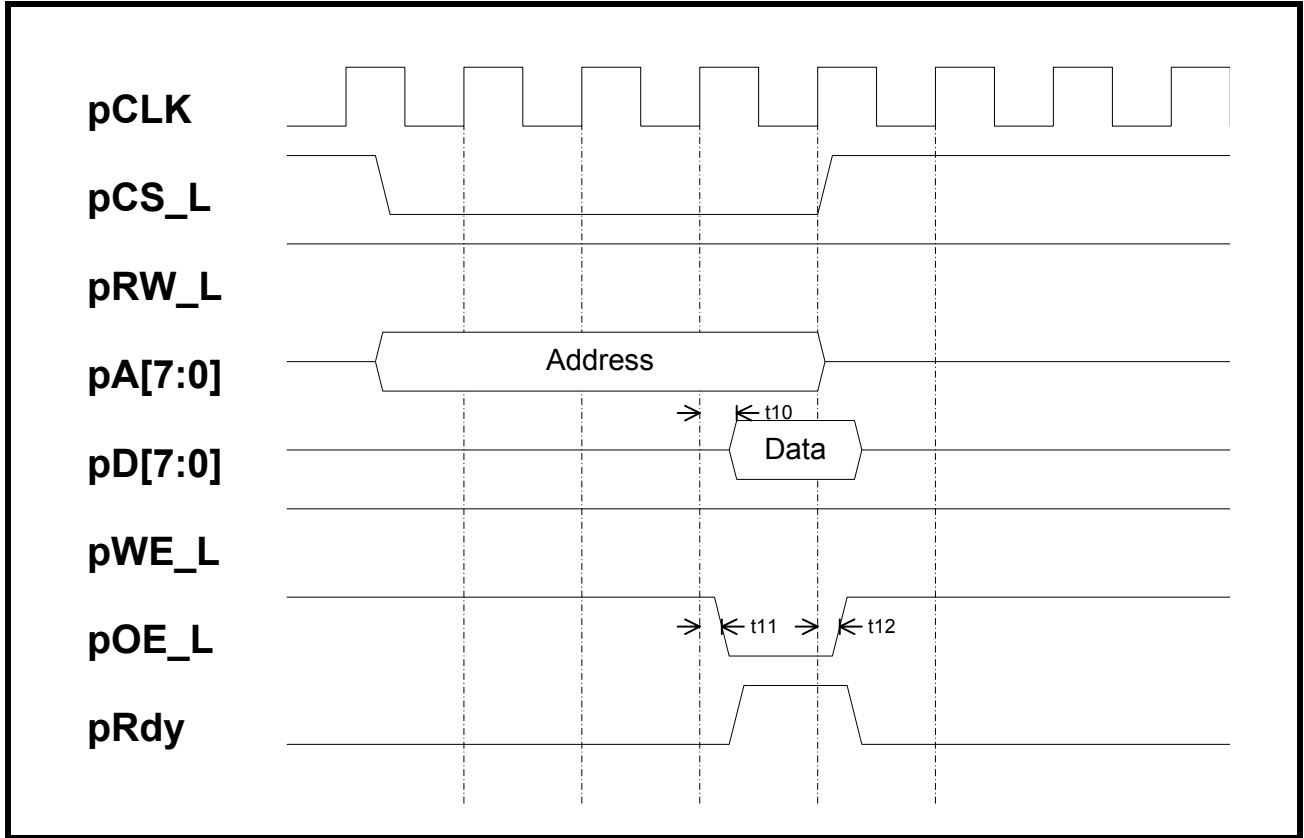 pCLK
pCS_L
pRW_L
pA[7:0]
Address
t10
pD[7:0]
Data
pWE_L
pOE_L
t11
t12
pRdy